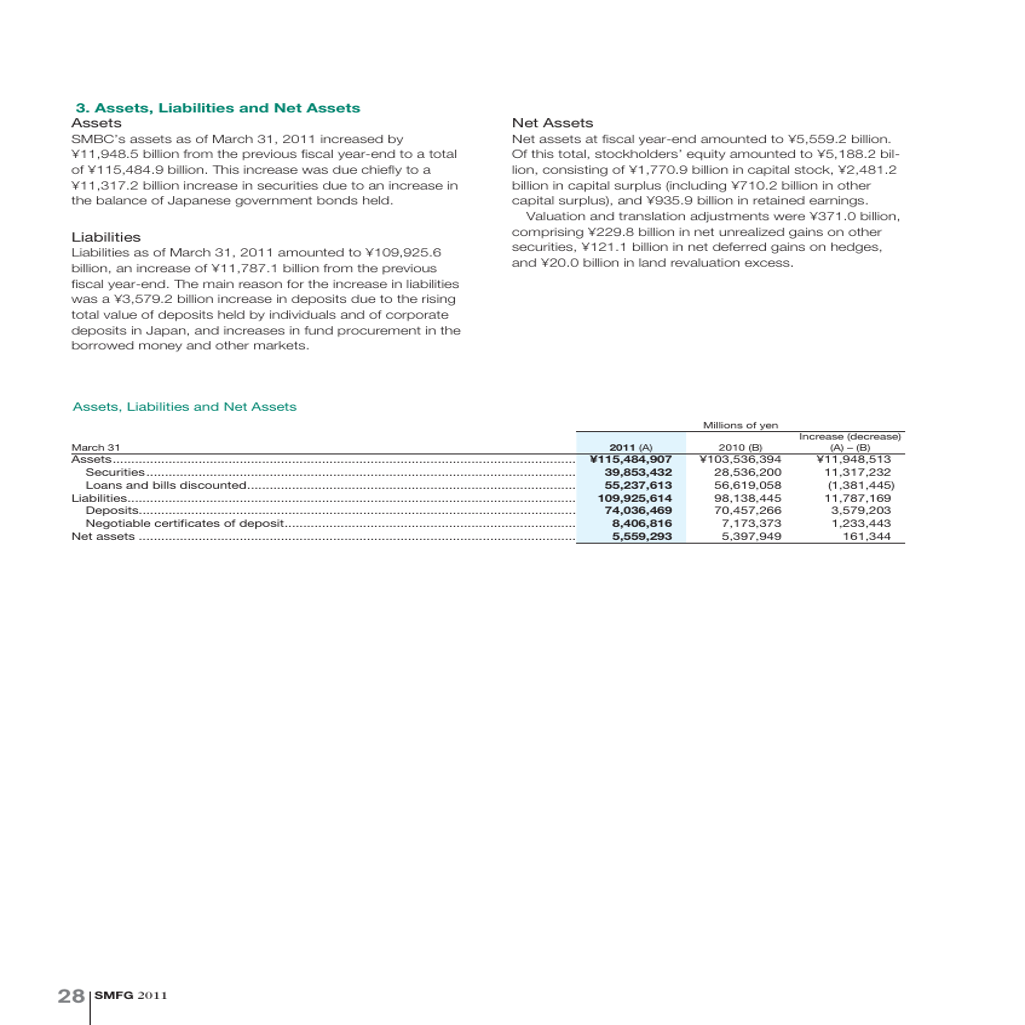 3. Assets, Liabilities and Net Assets
Assets
SMBC's assets as of March 31, 2011 increased by
¥11,948.5 billion from the previous fiscal year-end to a total
of ¥115,484.9 billion. This increase was due chiefly to a
¥11,317.2 billion increase in securities due to an increase in
the balance of Japanese government bonds held.
Liabilities
Liabilities as of March 31, 2011 amounted to ¥109,925.6
billion, an increase of ¥11,787.1 billion from the previous
fiscal year-end. The main reason for the increase in liabilities
was a ¥3,579.2 billion increase in deposits due to the rising
total value of deposits held by individuals and of corporate
deposits in Japan, and increases in fund procurement in the
borrowed money and other markets.
Net Assets
Net assets at fiscal year-end amounted to ¥5,559.2 billion.
Of this total, stockholders' equity amounted to ¥5,188.2 bil-
lion, consisting of ¥1,770.9 billion in capital stock, ¥2,481.2
billion in capital surplus (including ¥710.2 billion in other
capital surplus), and ¥935.9 billion in retained earnings.
Valuation and translation adjustments were ¥371.0 billion,
comprising ¥229.8 billion in net unrealized gains on other
securities, ¥121.1 billion in net deferred gains on hedges,
and ¥20.0 billion in land revaluation excess.
Assets, Liabilities and Net Assets
Millions of yen
Increase (decrease)
March 31 2011 (A) 2010 (B) (A) – (B)
Assets ¥115,484,907 ¥103,536,394 ¥11,948,513
Securities 39,853,432 28,536,200 11,317,232
Loans and bills discounted 55,237,613 56,619,058 (1,381,445)
Liabilities 109,925,614 98,138,445 11,787,169
Deposits 74,036,469 70,457,266 3,579,203
Negotiable certificates of deposit 8,406,816 7,173,373 1,233,443
Net assets 5,559,293 5,397,949 161,344
28 SMFG 2011